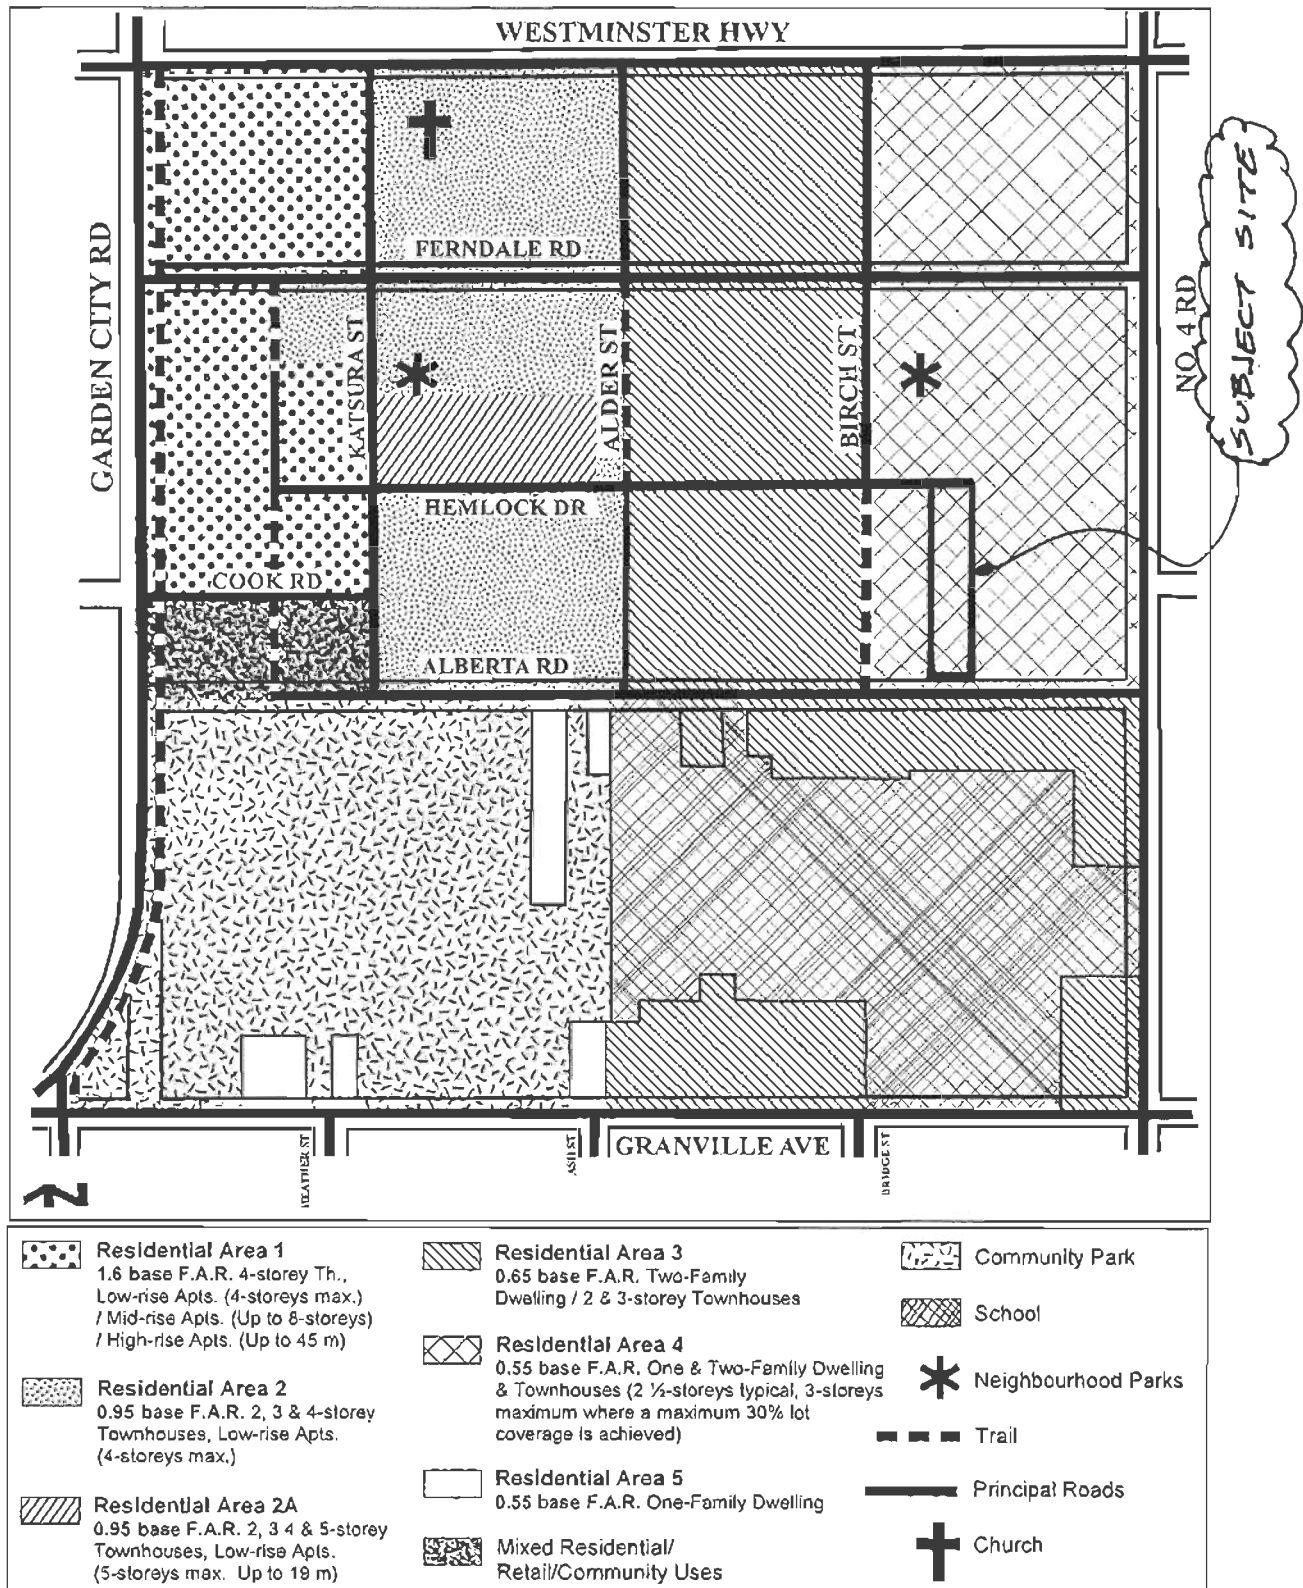 WESTMINSTER HWY
GARDEN CITY RD
FERNDALE RD
KATSURA ST
ALDER ST
BIRCH ST
NO. 4 RD
SUBJECT SITE
HEMLOCK DR
COOK RD
ALBERTA RD
HEATHER ST
ASH ST
GRANVILLE AVE
BRIDGE ST
N
Residential Area 1
1.6 base F.A.R. 4-storey Th.,
Low-rise Apts. (4-storeys max.)
/ Mid-rise Apts. (Up to 8-storeys)
/ High-rise Apts. (Up to 45 m)
Residential Area 2
0.95 base F.A.R. 2, 3 & 4-storey
Townhouses, Low-rise Apts.
(4-storeys max.)
Residential Area 2A
0.95 base F.A.R. 2, 3 4 & 5-storey
Townhouses, Low-rise Apts.
(5-storeys max. Up to 19 m)
Residential Area 3
0.65 base F.A.R. Two-Family
Dwelling / 2 & 3-storey Townhouses
Residential Area 4
0.55 base F.A.R. One & Two-Family Dwelling
& Townhouses (2 ½-storeys typical, 3-storeys
maximum where a maximum 30% lot
coverage is achieved)
Residential Area 5
0.55 base F.A.R. One-Family Dwelling
Mixed Residential/
Retail/Community Uses
Community Park
School
Neighbourhood Parks
Trail
Principal Roads
Church